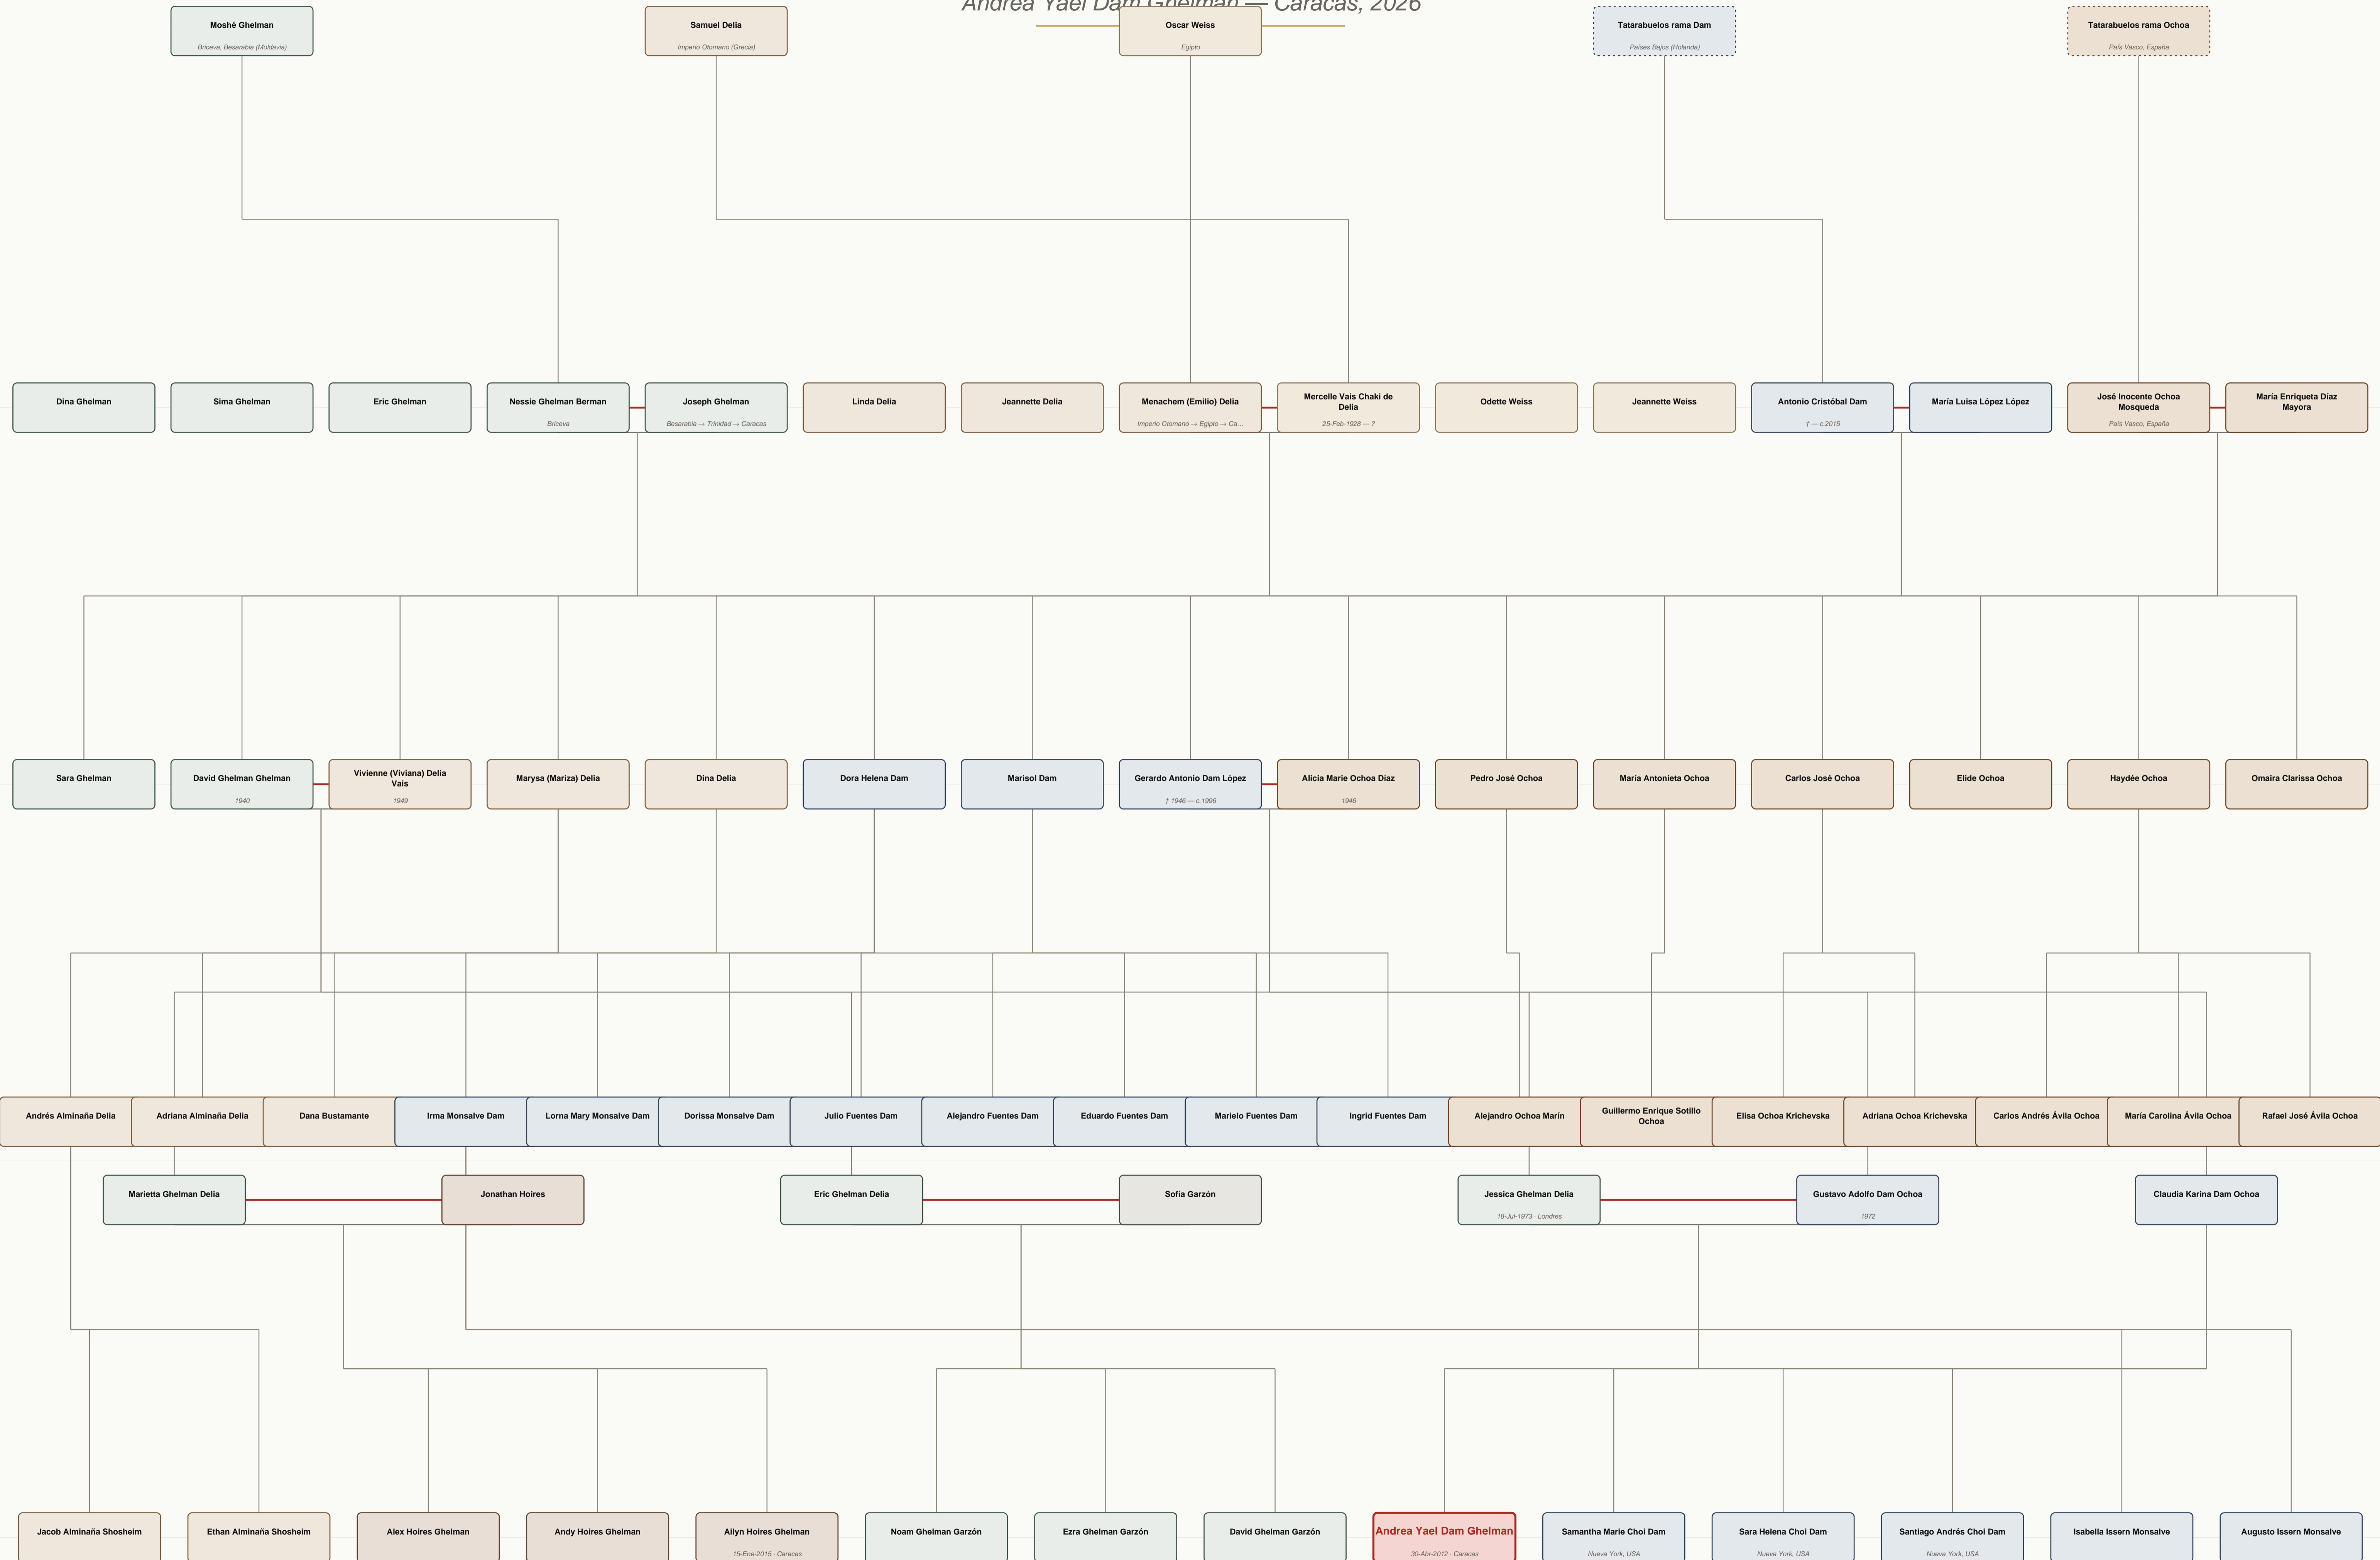 Andrea Yael Dam Ghelman — Caracas, 2026
Moshé Ghelman
Briceva, Besarabia (Moldavia)
Samuel Delia
Imperio Otomano (Grecia)
Oscar Weiss
Egipto
Tatarabuelos rama Dam
Países Bajos (Holanda)
Tatarabuelos rama Ochoa
País Vasco, España
Dina Ghelman
Sima Ghelman
Eric Ghelman
Nessie Ghelman Berman
Briceva
Joseph Ghelman
Besarabia → Trinidad → Caracas
Linda Delia
Jeannette Delia
Menachem (Emilio) Delia
Imperio Otomano → Egipto → Ca…
Mercelle Vais Chaki de
Delia
25-Feb-1928 — ?
Odette Weiss
Jeannette Weiss
Antonio Cristóbal Dam
† — c.2015
María Luisa López López
José Inocente Ochoa
Mosqueda
País Vasco, España
María Enriqueta Díaz
Mayora
Sara Ghelman
David Ghelman Ghelman
1940
Vivienne (Viviana) Delia
Vais
1949
Marysa (Mariza) Delia
Dina Delia
Dora Helena Dam
Marisol Dam
Gerardo Antonio Dam López
† 1946 — c.1996
Alicia Marie Ochoa Díaz
1946
Pedro José Ochoa
María Antonieta Ochoa
Carlos José Ochoa
Elide Ochoa
Haydée Ochoa
Omaira Clarissa Ochoa
Andrés Almiñaña Delia
Adriana Almiñaña Delia
Dana Bustamante
Irma Monsalve Dam
Lorna Mary Monsalve Dam
Dorissa Monsalve Dam
Julio Fuentes Dam
Alejandro Fuentes Dam
Eduardo Fuentes Dam
Marielo Fuentes Dam
Ingrid Fuentes Dam
Alejandro Ochoa Marín
Guillermo Enrique Sotillo
Ochoa
Elisa Ochoa Krichevska
Adriana Ochoa Krichevska
Carlos Andrés Ávila Ochoa
María Carolina Ávila Ochoa
Rafael José Ávila Ochoa
Marietta Ghelman Delia
Jonathan Hoires
Eric Ghelman Delia
Sofía Garzón
Jessica Ghelman Delia
18-Jul-1973 · Londres
Gustavo Adolfo Dam Ochoa
1972
Claudia Karina Dam Ochoa
Jacob Almiñaña Shosheim
Ethan Almiñaña Shosheim
Alex Hoires Ghelman
Andy Hoires Ghelman
Ailyn Hoires Ghelman
15-Ene-2015 · Caracas
Noam Ghelman Garzón
Ezra Ghelman Garzón
David Ghelman Garzón
Andrea Yael Dam Ghelman
30-Abr-2012 · Caracas
Samantha Marie Choi Dam
Nueva York, USA
Sara Helena Choi Dam
Nueva York, USA
Santiago Andrés Choi Dam
Nueva York, USA
Isabella Issern Monsalve
Augusto Issern Monsalve